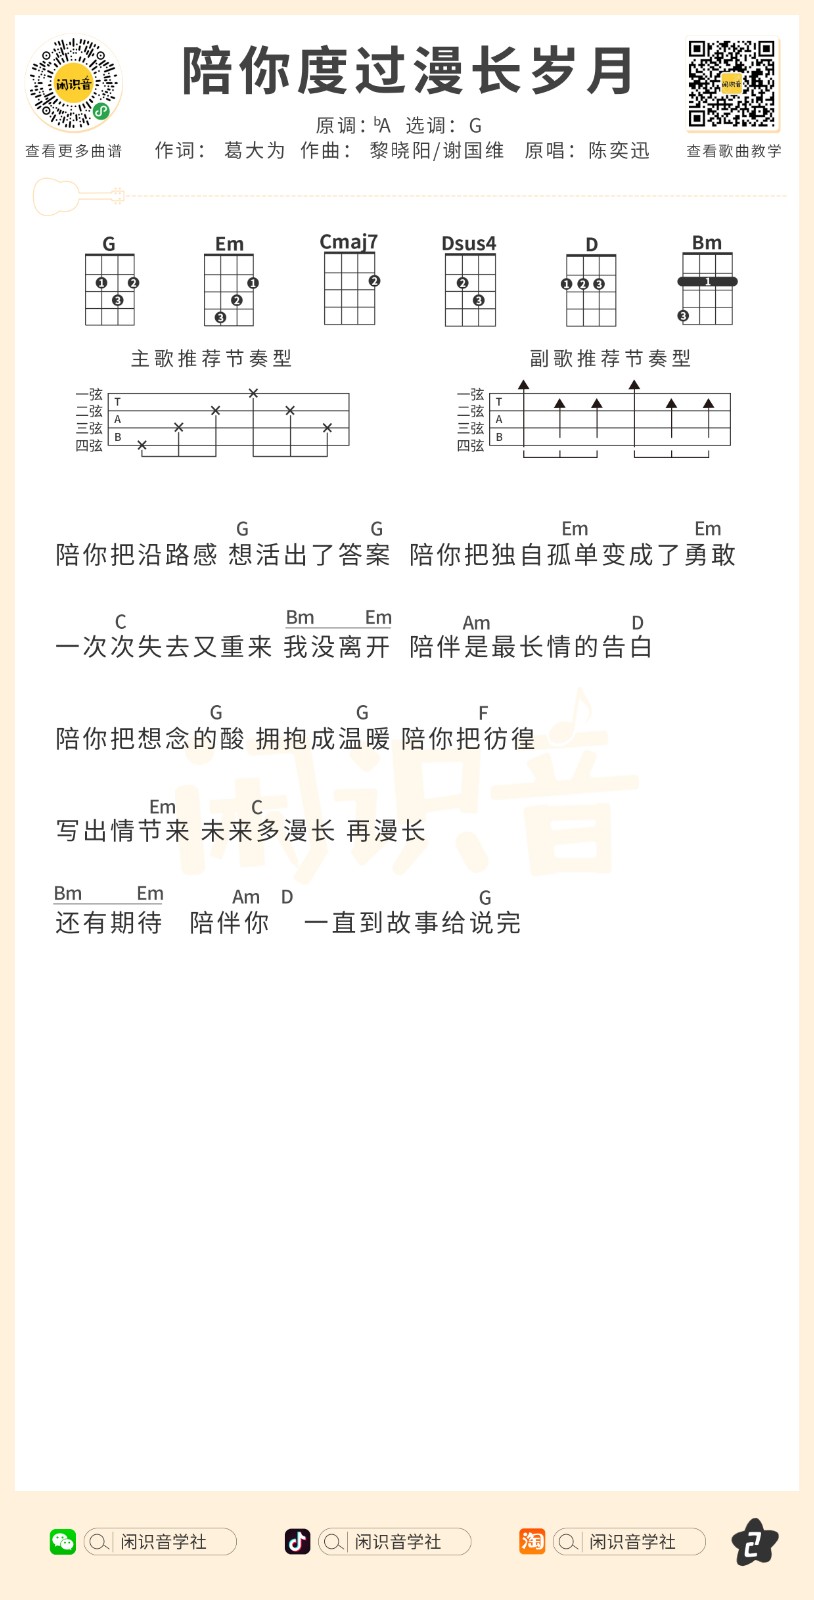 闲识音
陪你度过漫长岁月
闲识音
原调：ᵇA 选调：G
查看更多曲谱
作词： 葛大为 作曲： 黎晓阳/谢国维 原唱：陈奕迅
查看歌曲教学
G Em Cmaj7 Dsus4 D Bm
1 2 3
1 2 3
2
2 3
1 2 3
1 3
主歌推荐节奏型
副歌推荐节奏型
一弦
二弦
三弦
四弦
T
A
B
一弦
二弦
三弦
四弦
T
A
B
G G Em Em
陪你把沿路感 想活出了答案 陪你把独自孤单变成了勇敢
C Bm Em Am D
一次次失去又重来 我没离开 陪伴是最长情的告白
G G F
陪你把想念的酸 拥抱成温暖 陪你把彷徨
闲识音
Em C
写出情节来 未来多漫长 再漫长
Bm Em Am D G
还有期待 陪伴你 一直到故事给说完
闲识音学社
闲识音学社
淘
闲识音学社
2